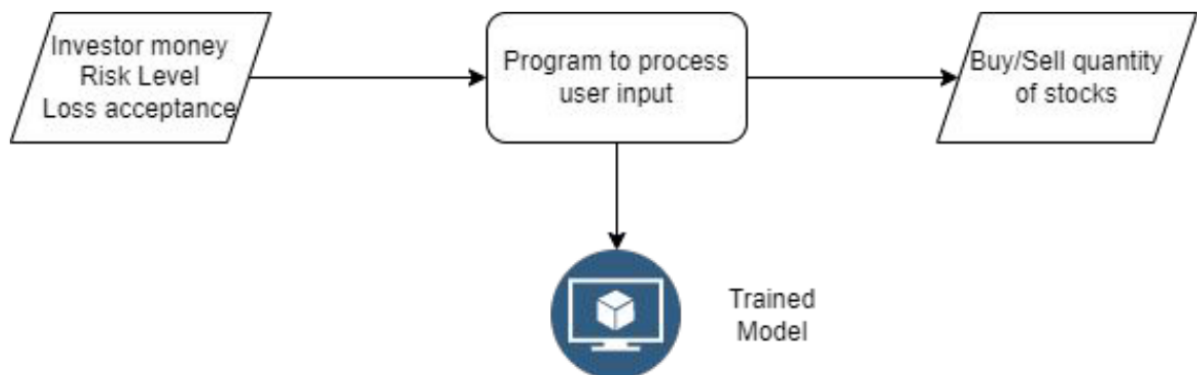 Investor money
Risk Level
Loss acceptance
Program to process
user input
Buy/Sell quantity
of stocks
Trained
Model